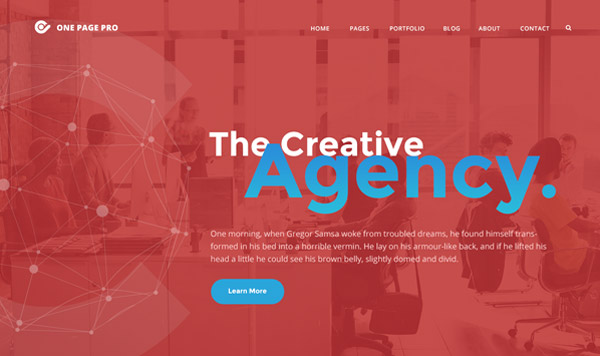 ONE PAGE PRO
HOME PAGES PORTFOLIO BLOG ABOUT CONTACT
The Creative
Agency.
One morning, when Gregor Samsa woke from troubled dreams, he found himself trans-
formed in his bed into a horrible vermin. He lay on his armour-like back, and if he lifted his
head a little he could see his brown belly, slightly domed and divid.
Learn More